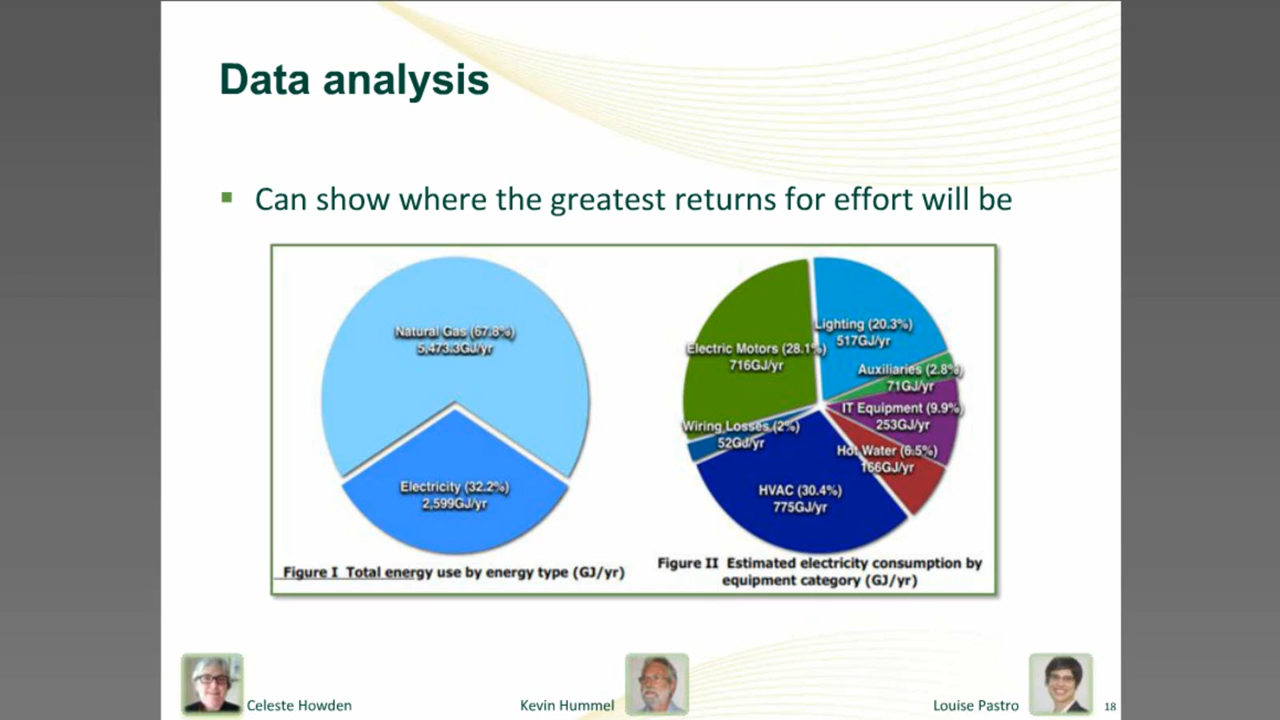 Data analysis
Can show where the greatest returns for effort will be
Natural Gas (67.8%)
5,473.3GJ/yr
Electricity (32.2%)
2,599GJ/yr
Figure I Total energy use by energy type (GJ/yr)
Lighting (20.3%)
517GJ/yr
Auxiliaries (2.8%)
71GJ/yr
IT Equipment (9.9%)
253GJ/yr
Hot Water (6.5%)
166GJ/yr
HVAC (30.4%)
775GJ/yr
Wiring Losses (2%)
52GJ/yr
Electric Motors (28.1%)
716GJ/yr
Figure II Estimated electricity consumption by
equipment category (GJ/yr)
Celeste Howden
Kevin Hummel
Louise Pastro
18